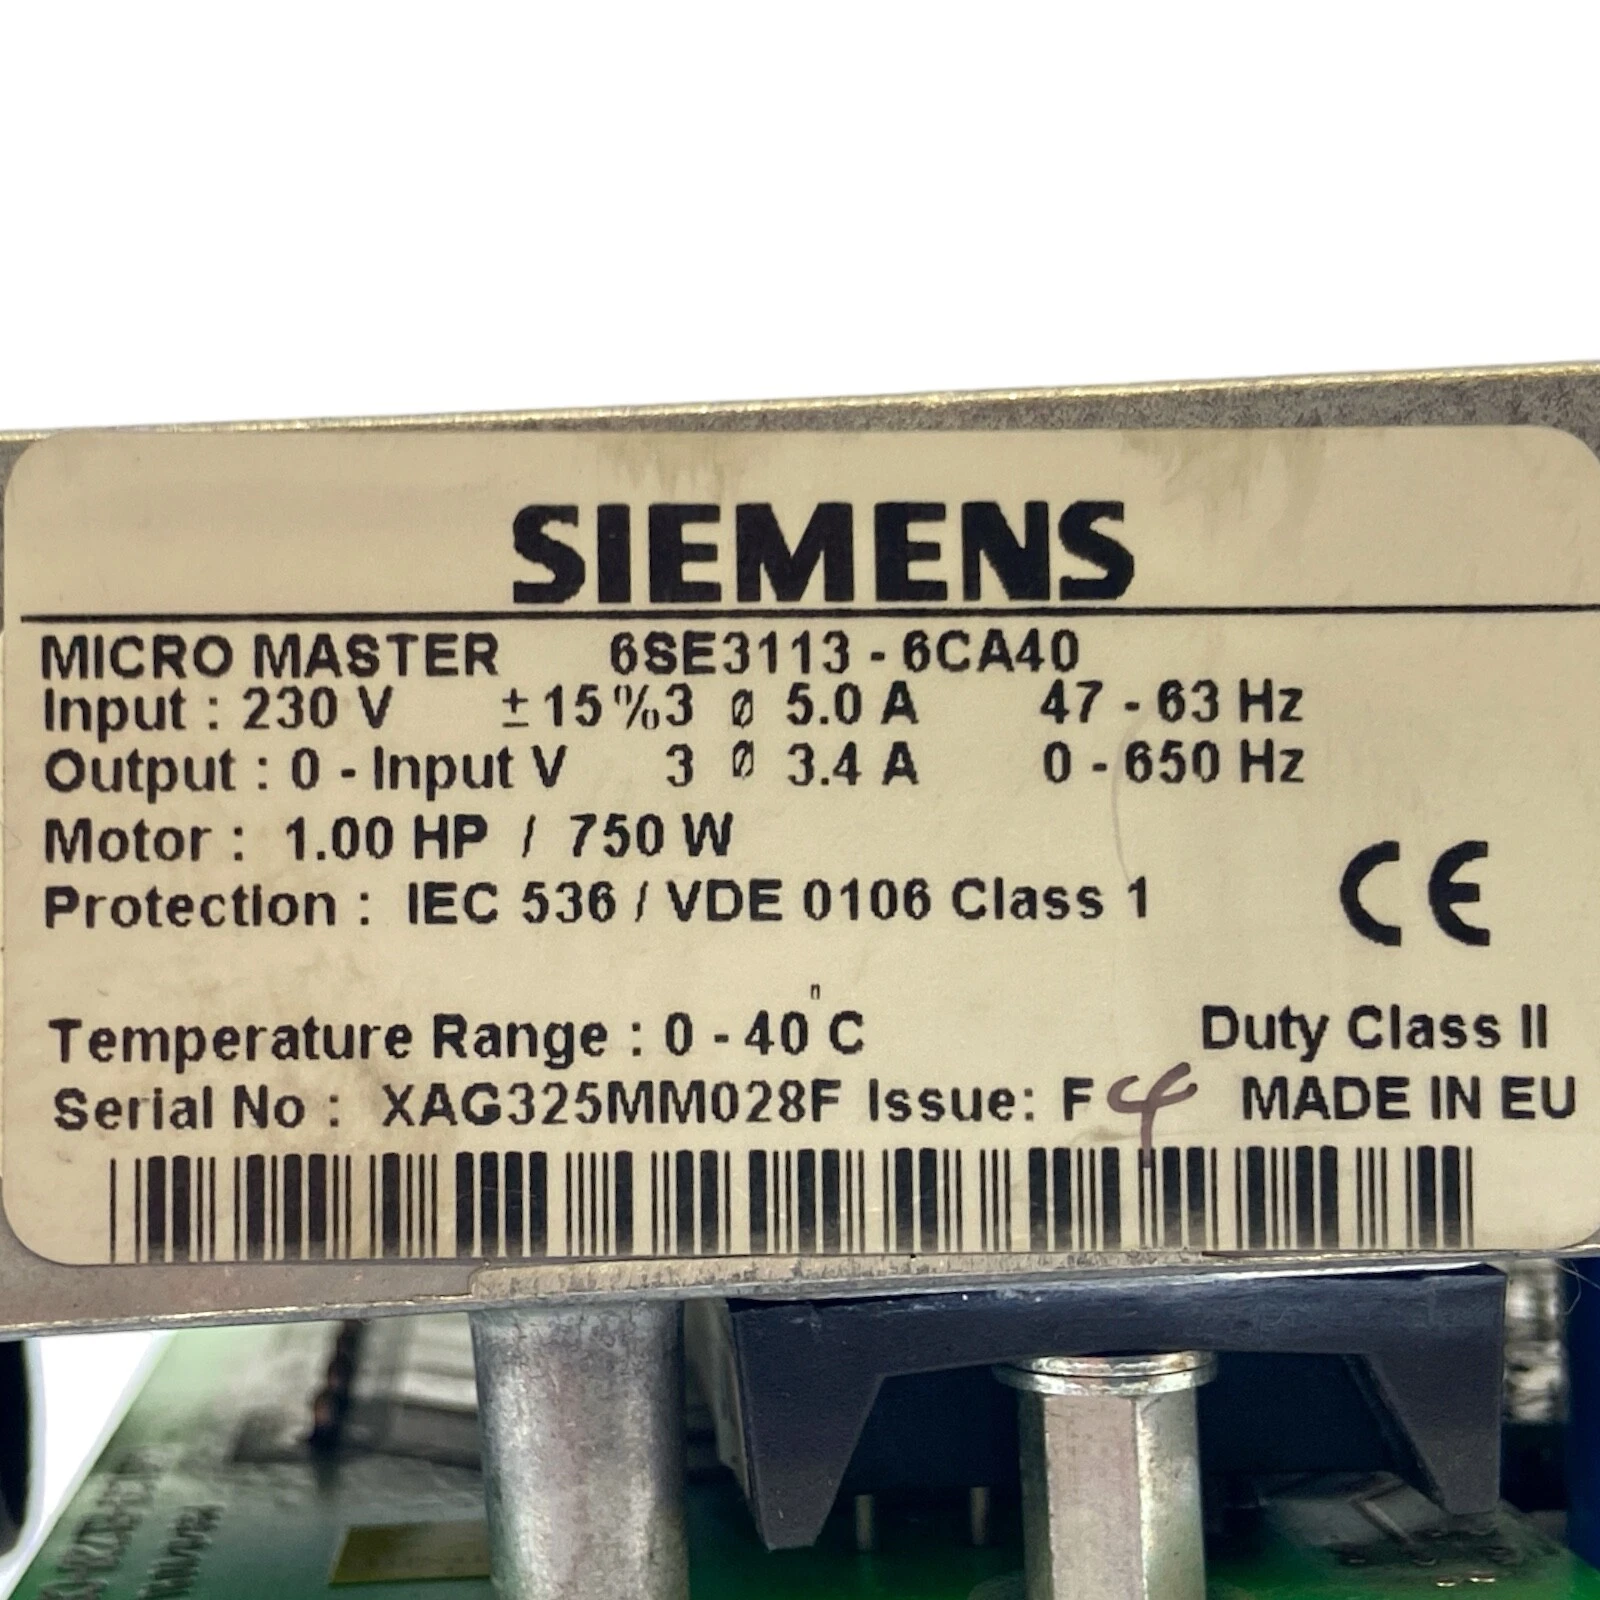 SIEMENS
MICRO MASTER 6SE3113-6CA40
Input : 230 V ±15%3 ø 5.0 A 47 - 63 Hz
Output : 0 - Input V 3 ø 3.4 A 0 - 650 Hz
Motor : 1.00 HP / 750 W
Protection : IEC 536 / VDE 0106 Class 1
CE
Temperature Range : 0 - 40°C Duty Class II
Serial No : XAG325MM028F Issue: F4 MADE IN EU